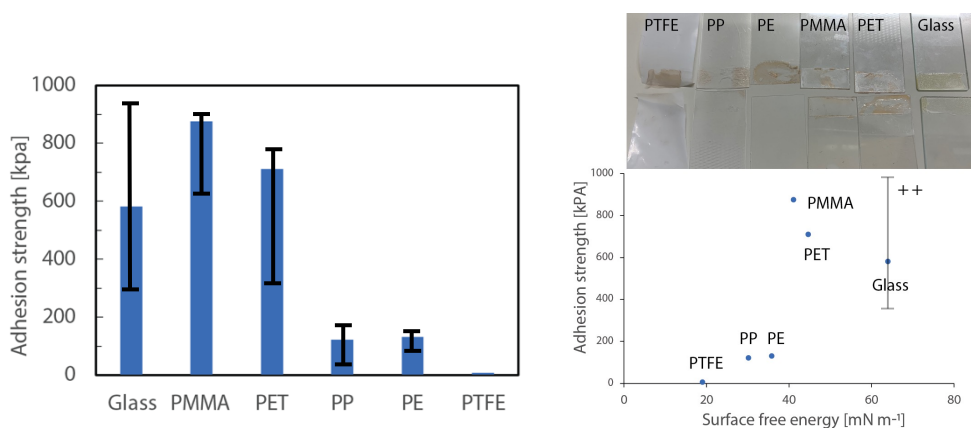 Adhesion strength [kpa]
1000
800
600
400
200
0
Glass PMMA PET PP PE PTFE
PTFE PP PE PMMA PET Glass
Adhesion strength [kPA]
1000
800
600
400
200
0
++
PMMA
PET
Glass
PP PE
PTFE
0 20 40 60 80
Surface free energy [mN m⁻¹]